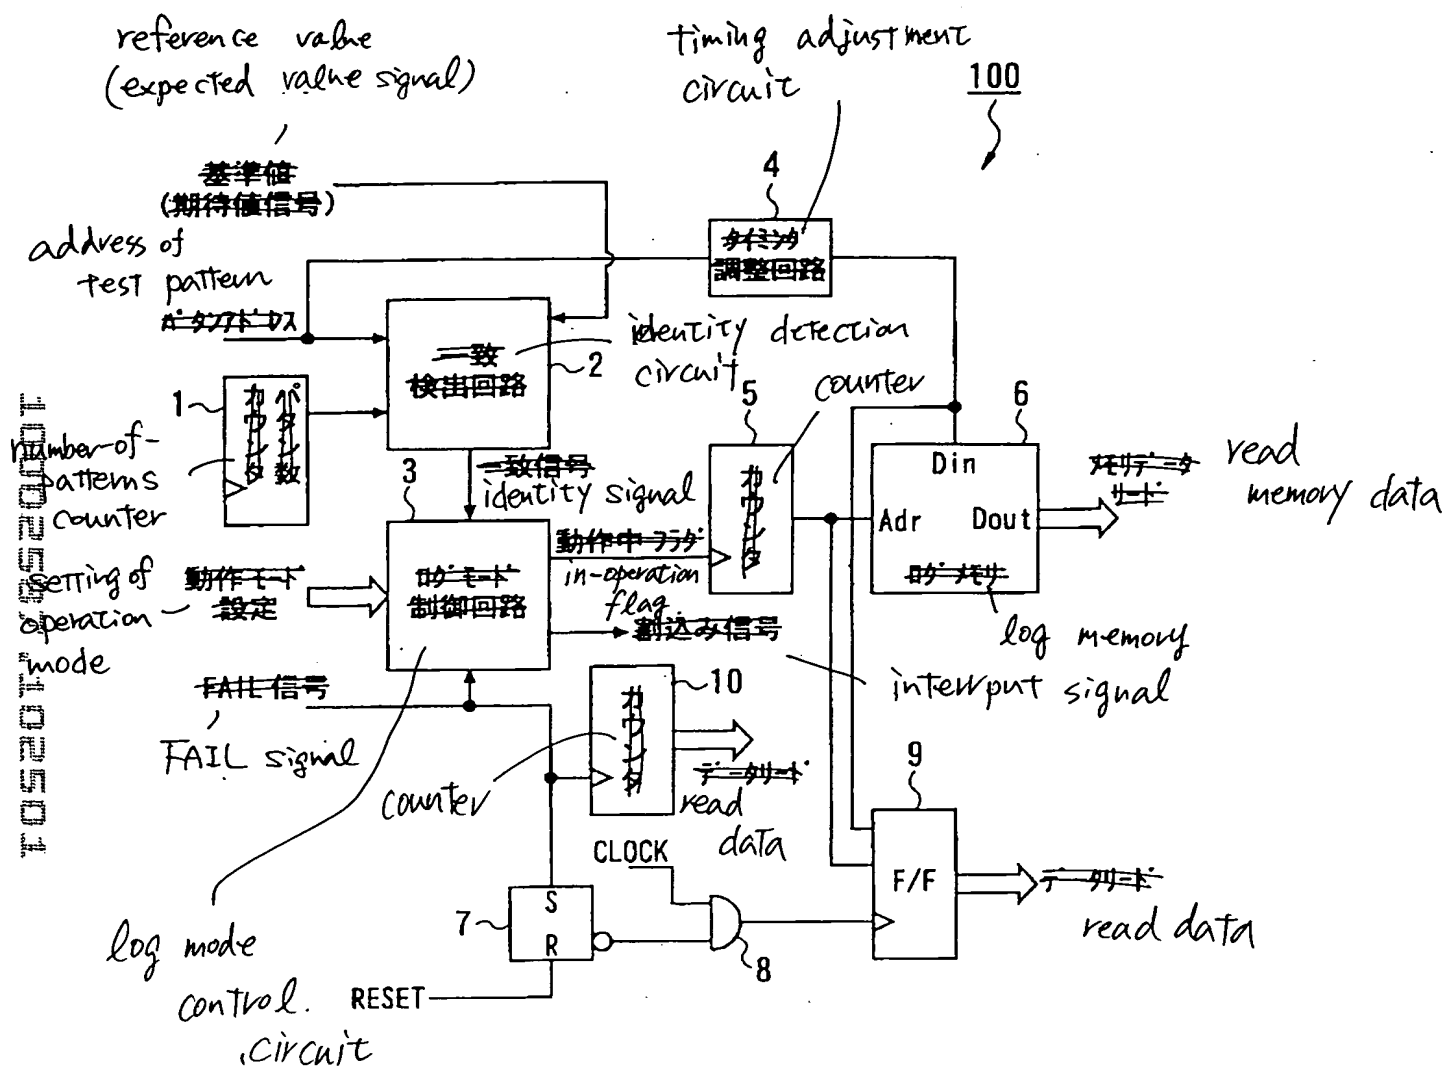 reference value
(expected value signal)
timing adjustment
circuit
100
基準値
(期待値信号)
4
タイミング
調整回路
address of
test pattern
パタンアドレス
一致
検出回路
2
identity detection
circuit
1
パタン数
カウンタ
number-of-
patterns
counter
5
counter
カウンタ
6
Din
Adr
Dout
ログメモリ
log memory
メモリデータ
リード
read
memory data
3
一致信号
identity signal
動作中フラグ
in-operation
flag
setting of
operation
mode
動作モード
設定
ログモード
制御回路
割込み信号
interrput signal
FAIL信号
FAIL signal
10
カウンタ
counter
データリード
read
data
9
F/F
データリード
read data
CLOCK
7
S
R
8
RESET
log mode
control.
circuit